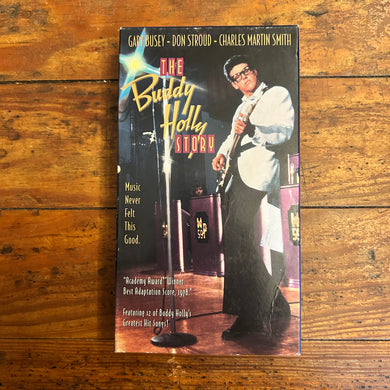 GARY BUSEY - DON STROUD - CHARLES MARTIN SMITH
THE
Buddy
Holly
STORY
Music
Never
Felt
This
Good.
"Academy Award® Winner
Best Adaptation Score, 1978."
Featuring 12 of Buddy Holly's
Greatest Hit Songs!